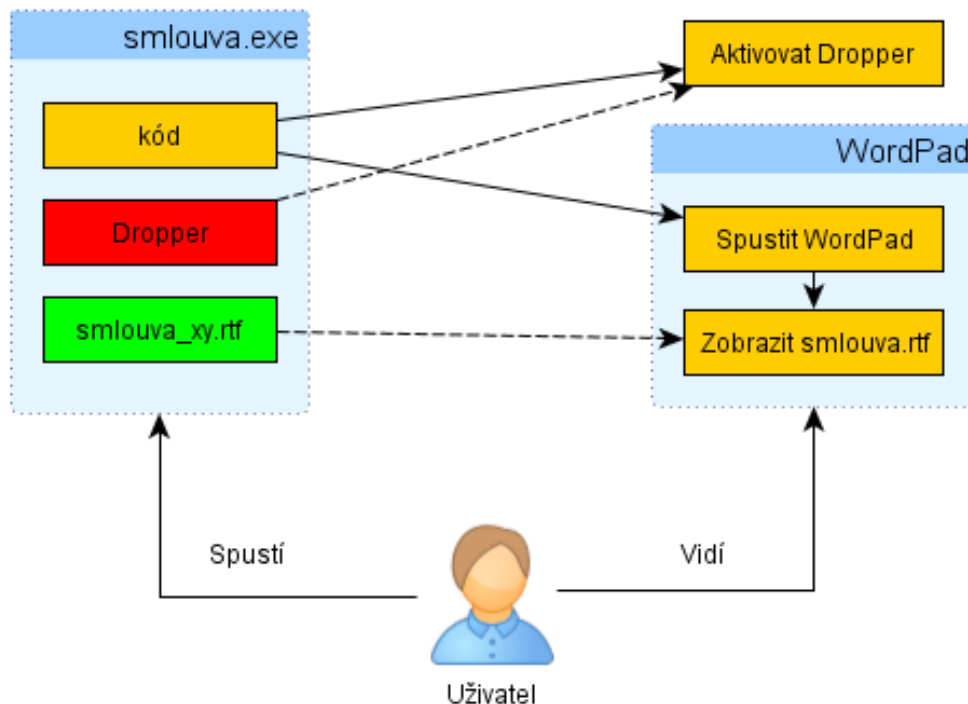 smlouva.exe
kód
Dropper
smlouva_xy.rtf
Aktivovat Dropper
WordPad
Spustit WordPad
Zobrazit smlouva.rtf
Spustí
Vidí
Uživatel